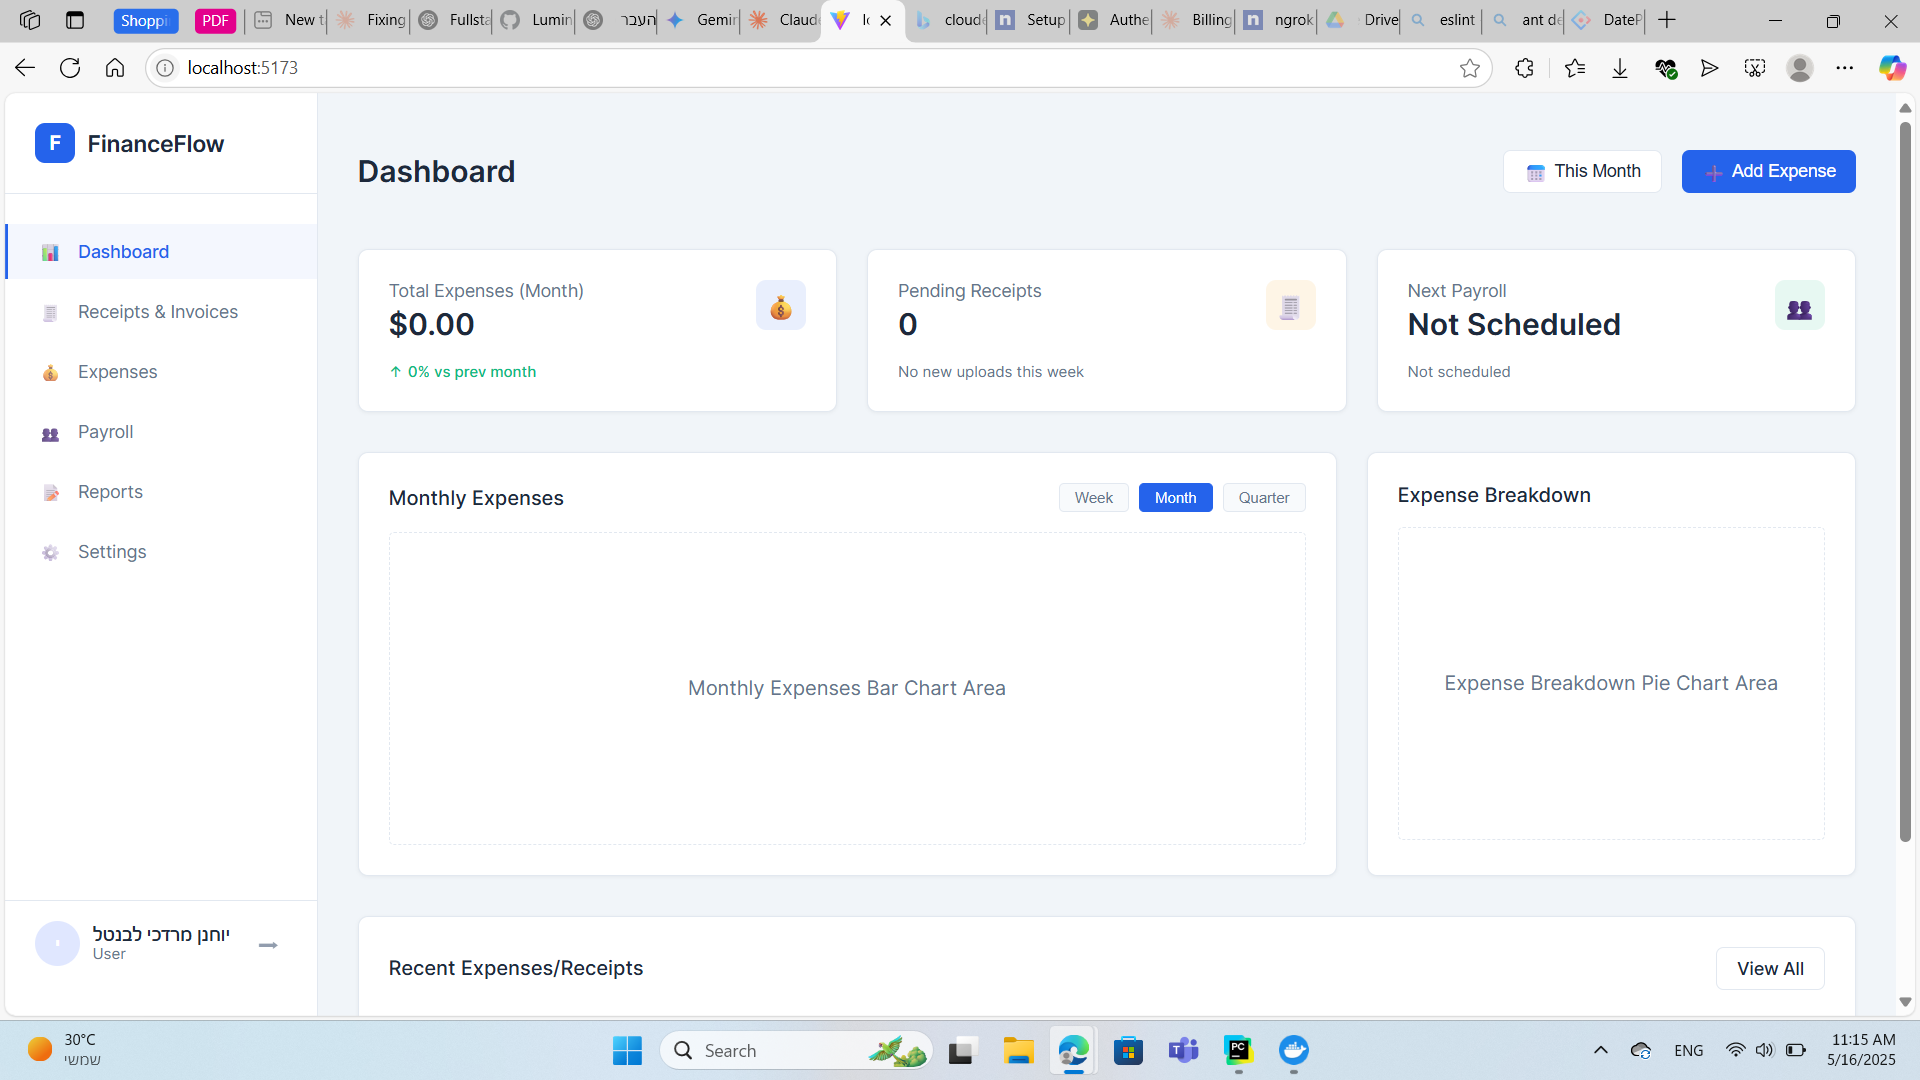 Shoppi
PDF
New t
Fixing
Fullsta
Lumin
העבר
Gemin
Claude
lo
cloude
Setup
Authe
Billing
ngrok
Drive
eslint
ant de
DateP
localhost:5173
F
FinanceFlow
Dashboard
Receipts & Invoices
Expenses
Payroll
Reports
Settings
יוחנן מרדכי לבנטל
User
Dashboard
This Month
Add Expense
Total Expenses (Month)
$0.00
↑ 0% vs prev month
Pending Receipts
0
No new uploads this week
Next Payroll
Not Scheduled
Not scheduled
Monthly Expenses
Week
Month
Quarter
Monthly Expenses Bar Chart Area
Expense Breakdown
Expense Breakdown Pie Chart Area
Recent Expenses/Receipts
View All
30°C
שמשי
Search
ENG
11:15 AM
5/16/2025